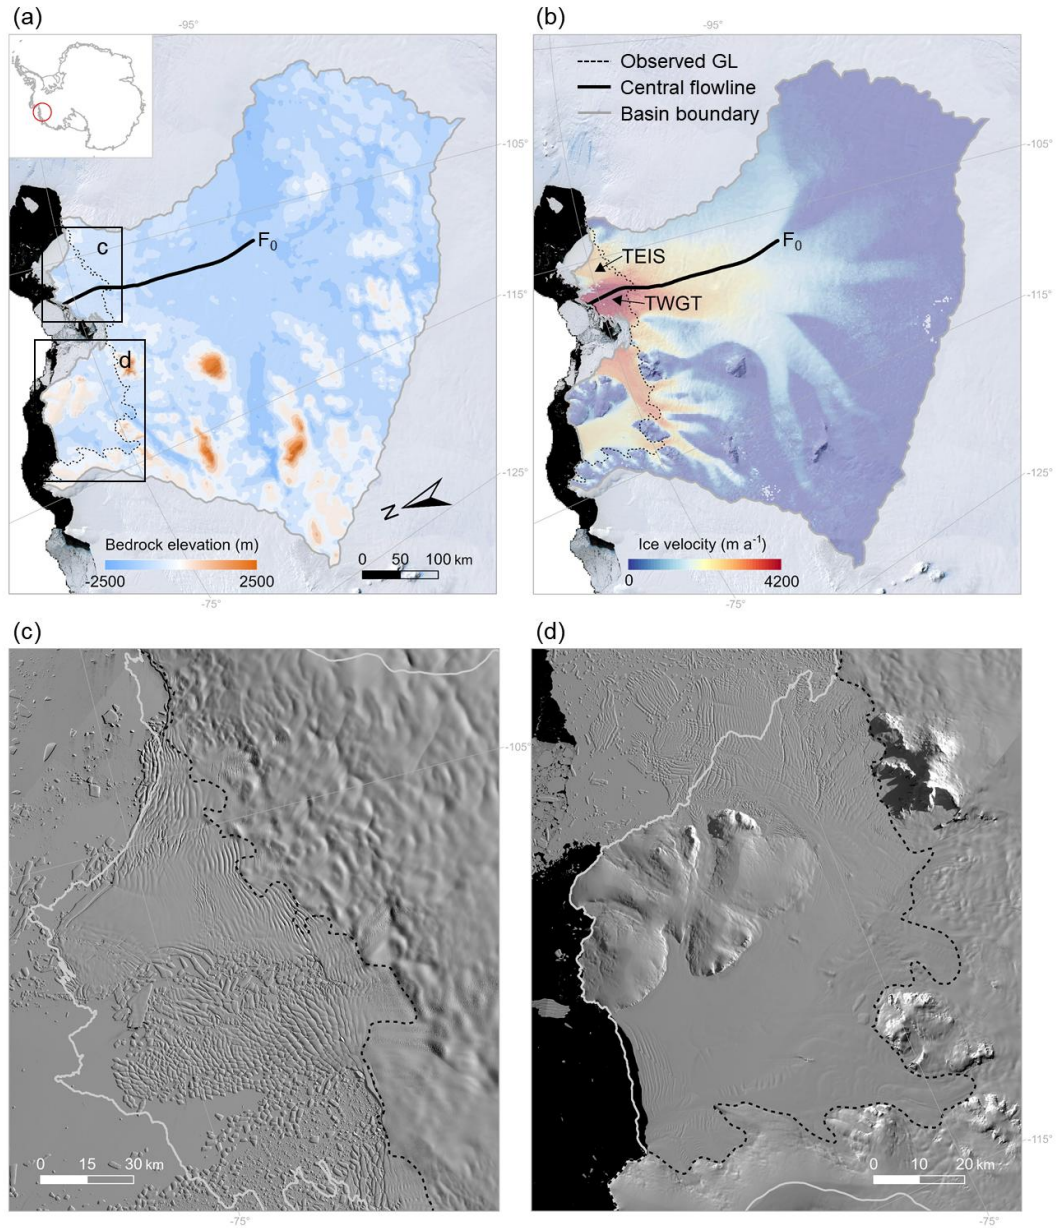 (a)
(b)
-95°
-95°
Observed GL
Central flowline
Basin boundary
-105°
-105°
c
F0
F0
TEIS
TWGT
-115°
-115°
d
-125°
-125°
N
Bedrock elevation (m)
-2500
2500
0
50
100 km
Ice velocity (m a-1)
0
4200
-75°
-75°
(c)
(d)
-105°
-115°
0
15
30 km
0
10
20 km
-75°
-75°